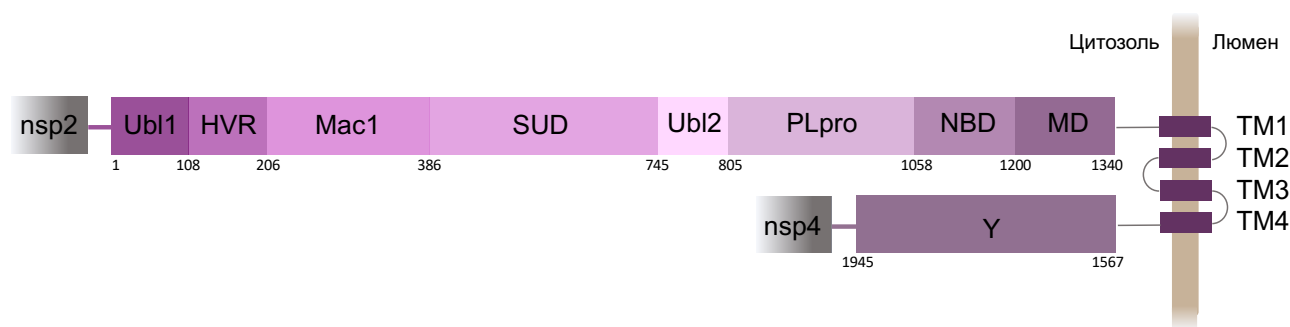 Цитозоль Люмен
nsp2 Ubl1 HVR Mac1 SUD Ubl2 PLpro NBD MD TM1
1 108 206 386 745 805 1058 1200 1340
TM2
TM3
nsp4 Y TM4
1945 1567